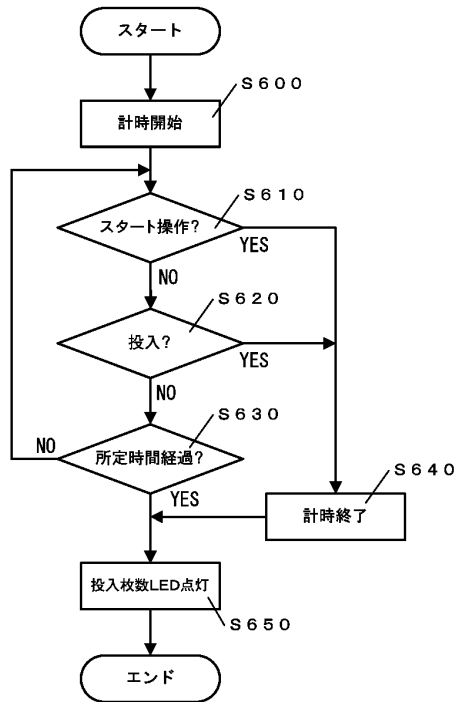 スタート
S600
計時開始
S610
スタート操作?
YES
NO
S620
投入?
YES
NO
S630
所定時間経過?
NO
YES
S640
計時終了
投入枚数LED点灯
S650
エンド